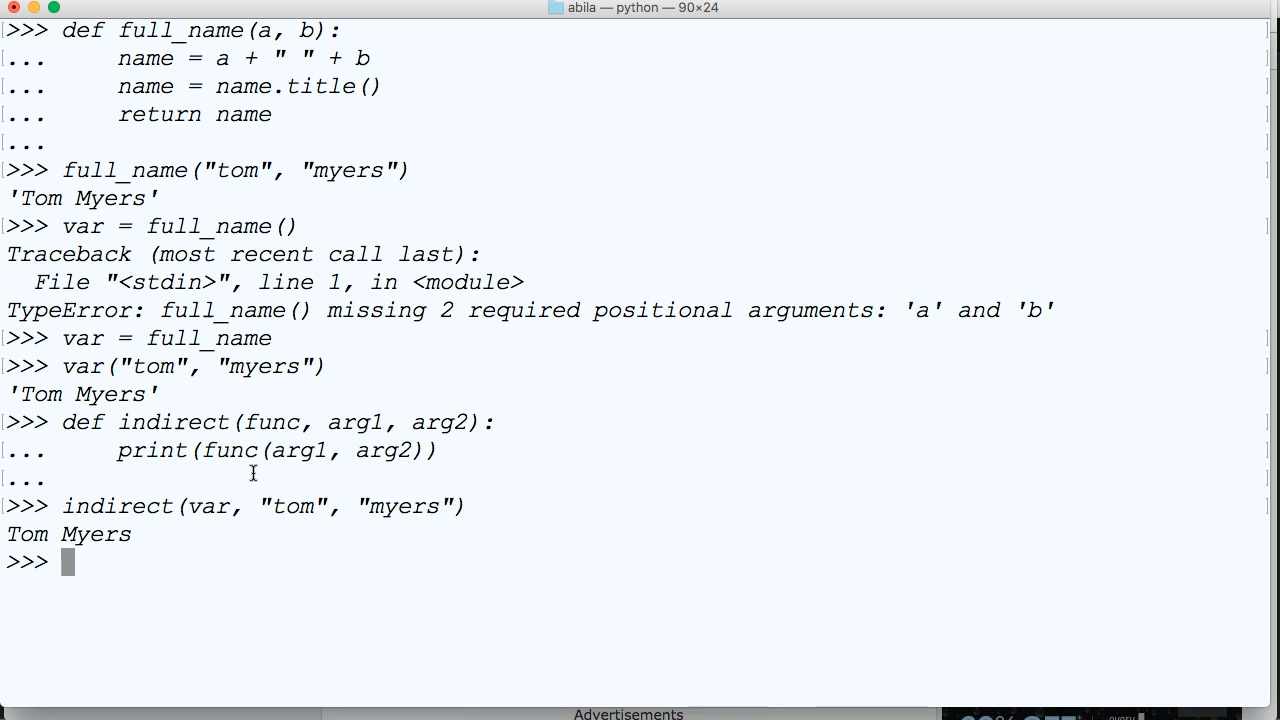 abila — python — 90×24
>>> def full_name(a, b):
...     name = a + " " + b
...     name = name.title()
...     return name
...
>>> full_name("tom", "myers")
'Tom Myers'
>>> var = full_name()
Traceback (most recent call last):
  File "<stdin>", line 1, in <module>
TypeError: full_name() missing 2 required positional arguments: 'a' and 'b'
>>> var = full_name
>>> var("tom", "myers")
'Tom Myers'
>>> def indirect(func, arg1, arg2):
...     print(func(arg1, arg2))
...
>>> indirect(var, "tom", "myers")
Tom Myers
>>>
Advertisements
every